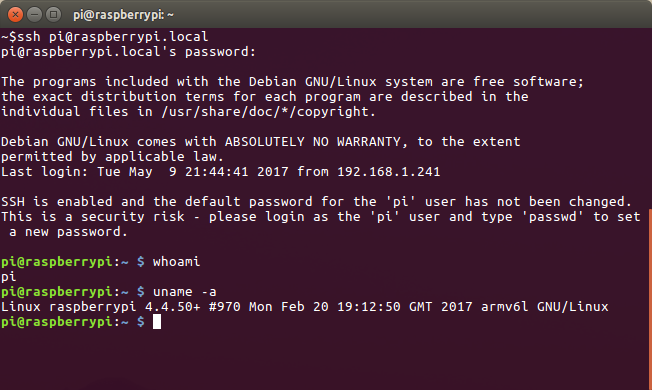 pi@raspberrypi: ~
~$ssh pi@raspberrypi.local
pi@raspberrypi.local's password:
The programs included with the Debian GNU/Linux system are free software;
the exact distribution terms for each program are described in the
individual files in /usr/share/doc/*/copyright.
Debian GNU/Linux comes with ABSOLUTELY NO WARRANTY, to the extent
permitted by applicable law.
Last login: Tue May  9 21:44:41 2017 from 192.168.1.241
SSH is enabled and the default password for the 'pi' user has not been changed.
This is a security risk - please login as the 'pi' user and type 'passwd' to set
 a new password.
pi@raspberrypi:~ $ whoami
pi
pi@raspberrypi:~ $ uname -a
Linux raspberrypi 4.4.50+ #970 Mon Feb 20 19:12:50 GMT 2017 armv6l GNU/Linux
pi@raspberrypi:~ $